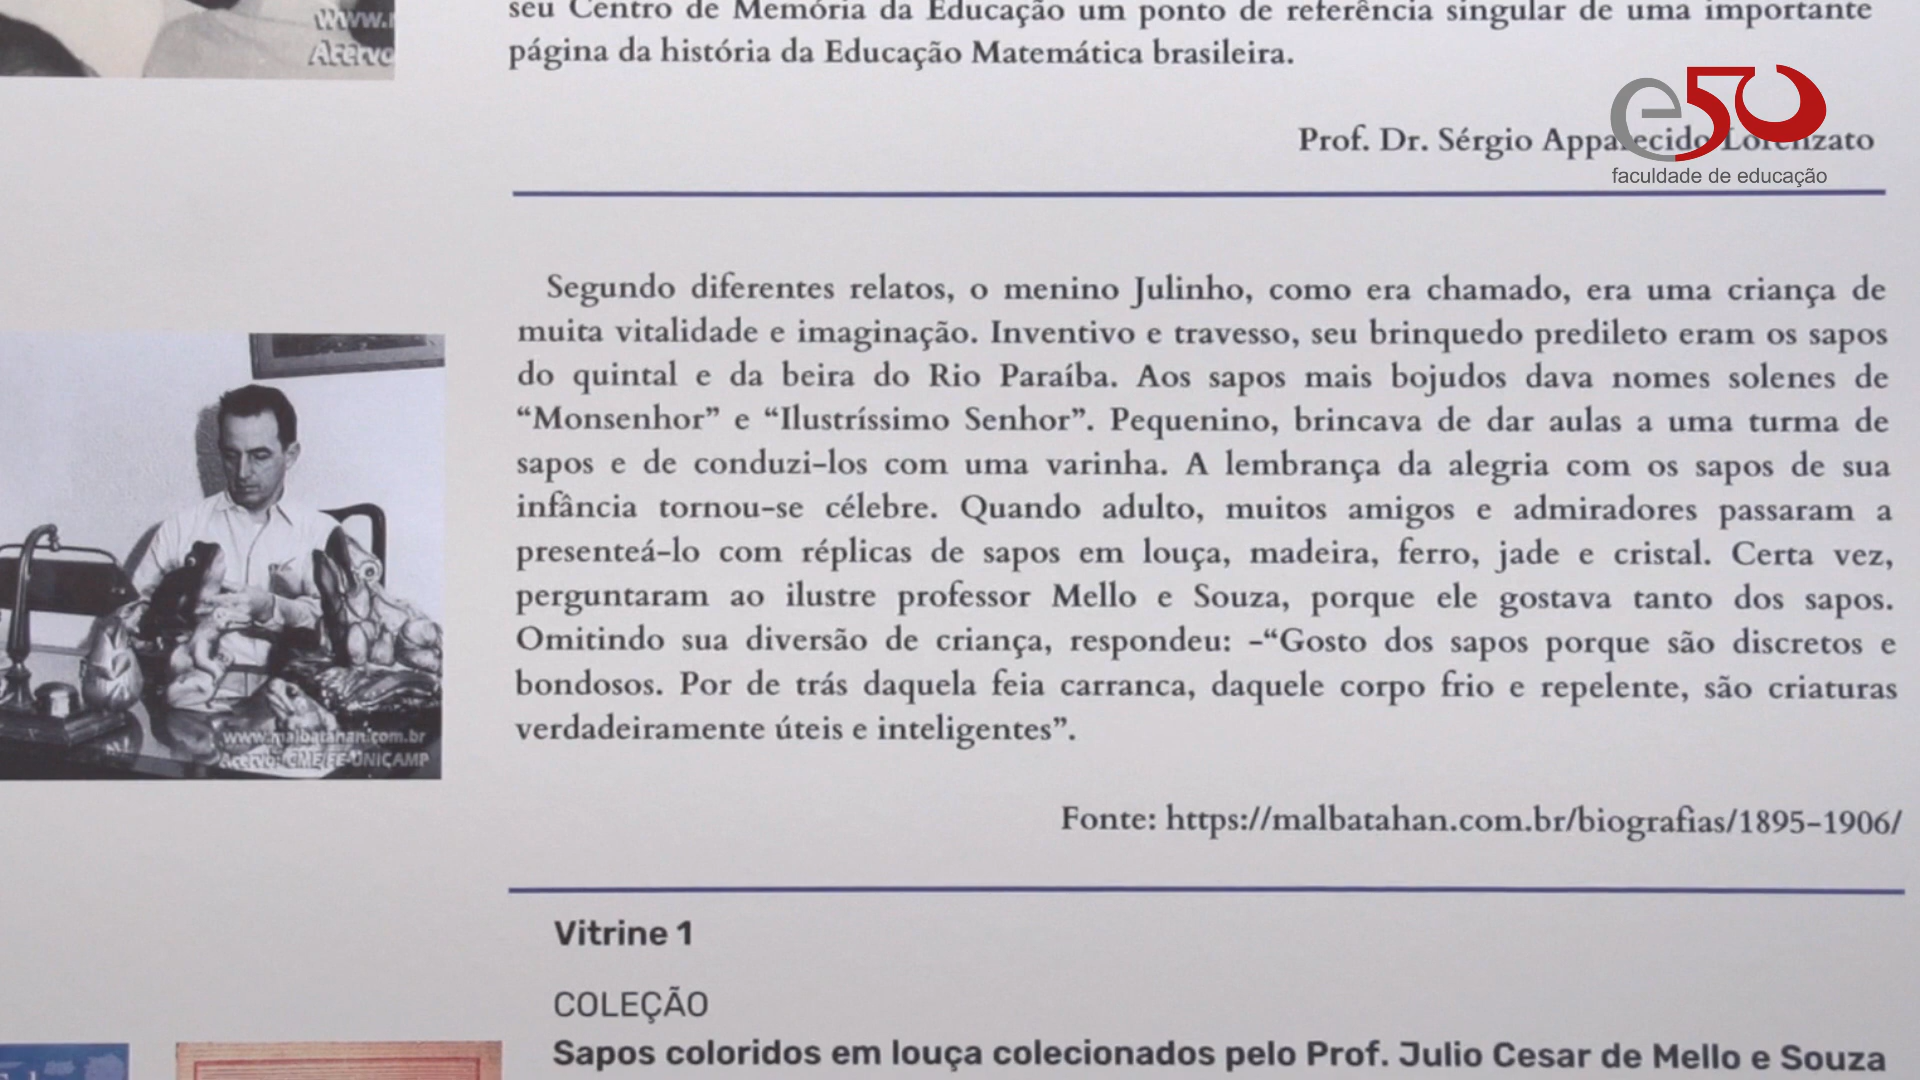 seu Centro de Memória da Educação um ponto de referência singular de uma importante
página da história da Educação Matemática brasileira.
Prof. Dr. Sérgio Apparecido Lorenzato
e50
faculdade de educação
Segundo diferentes relatos, o menino Julinho, como era chamado, era uma criança de
muita vitalidade e imaginação. Inventivo e travesso, seu brinquedo predileto eram os sapos
do quintal e da beira do Rio Paraíba. Aos sapos mais bojudos dava nomes solenes de
“Monsenhor” e “Ilustríssimo Senhor”. Pequenino, brincava de dar aulas a uma turma de
sapos e de conduzi-los com uma varinha. A lembrança da alegria com os sapos de sua
infância tornou-se célebre. Quando adulto, muitos amigos e admiradores passaram a
presenteá-lo com réplicas de sapos em louça, madeira, ferro, jade e cristal. Certa vez,
perguntaram ao ilustre professor Mello e Souza, porque ele gostava tanto dos sapos.
Omitindo sua diversão de criança, respondeu: -“Gosto dos sapos porque são discretos e
bondosos. Por de trás daquela feia carranca, daquele corpo frio e repelente, são criaturas
verdadeiramente úteis e inteligentes”.
Fonte: https://malbatahan.com.br/biografias/1895-1906/
www.malbatahan.com.br
Acervo: CME-FE-UNICAMP
Vitrine 1
COLEÇÃO
Sapos coloridos em louça colecionados pelo Prof. Julio Cesar de Mello e Souza